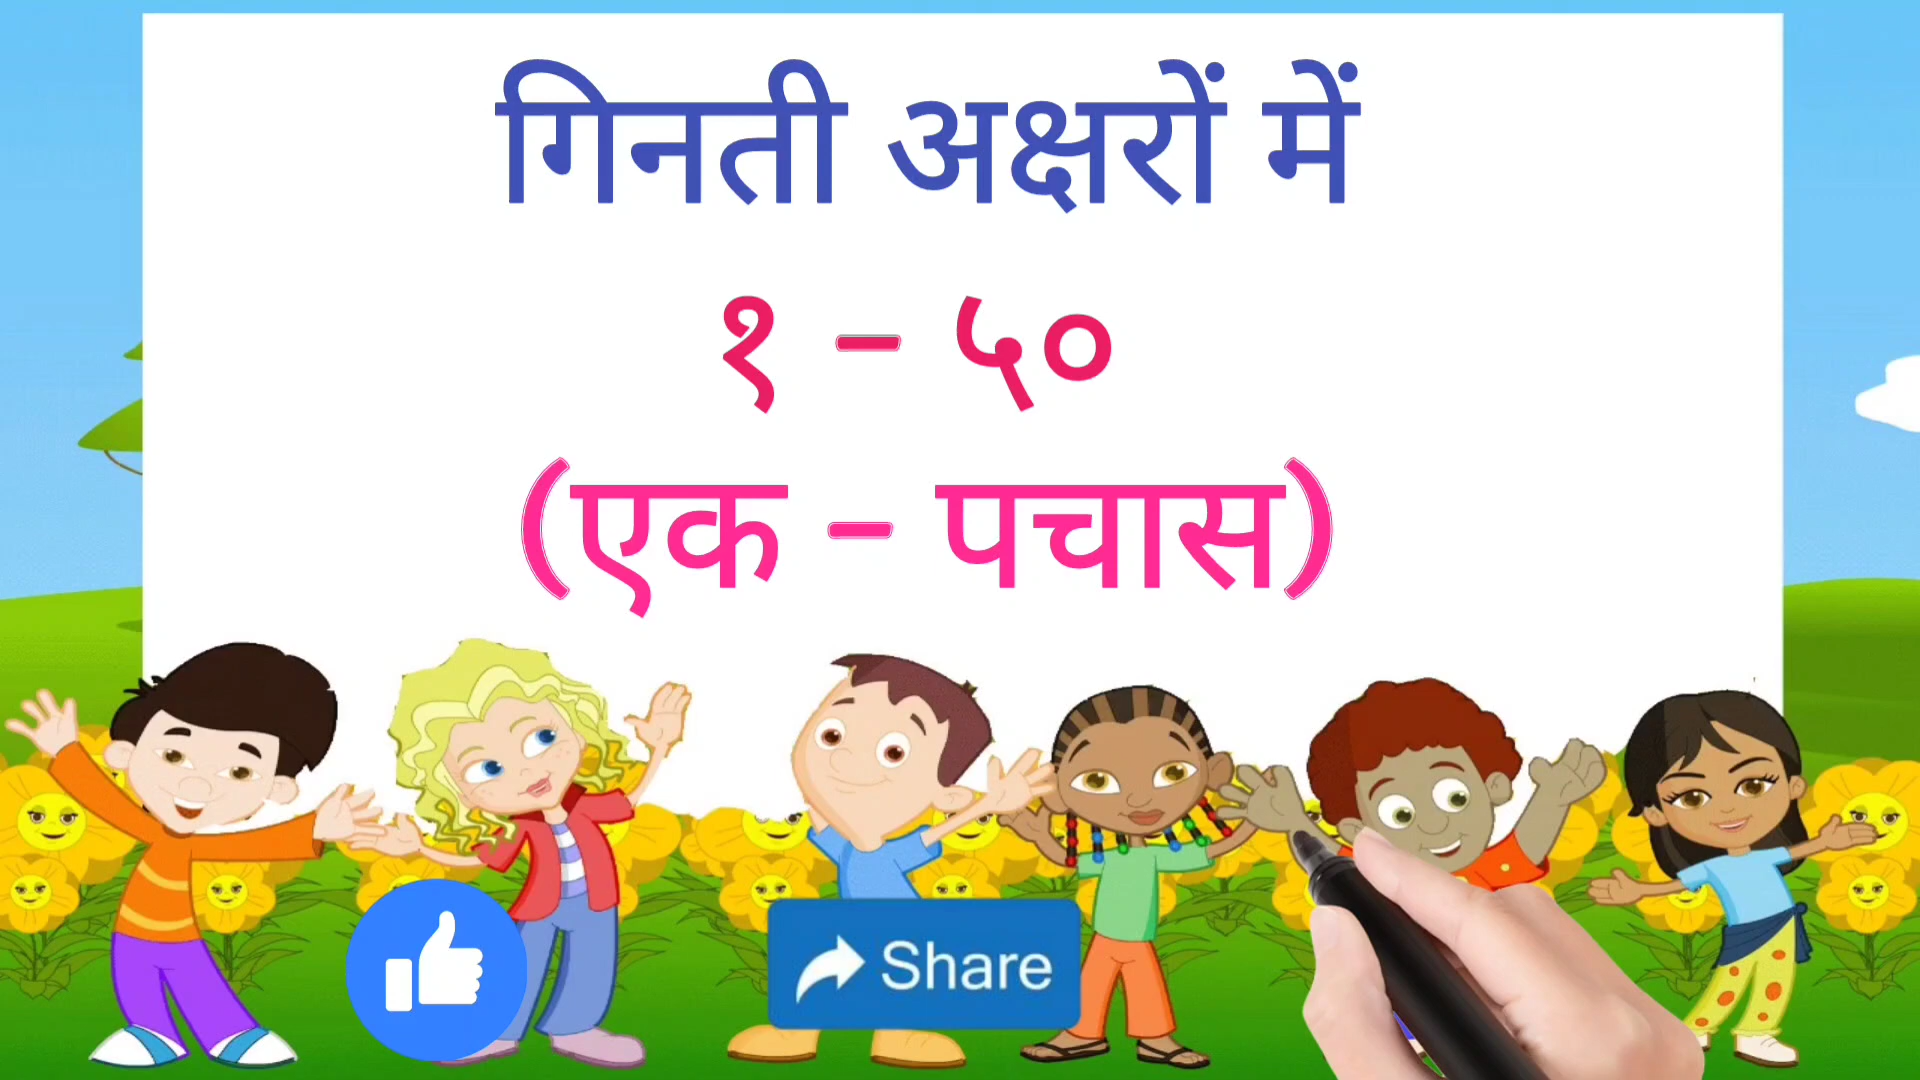 गिनती अक्षरों में
१ - ५०
(एक - पचास)
Share